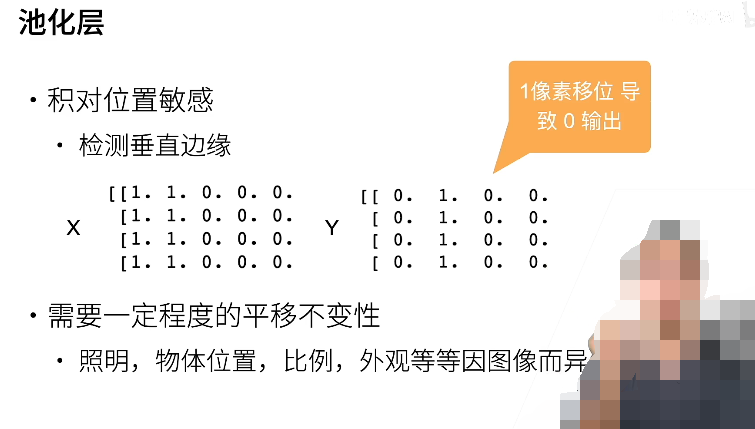 池化层
• 积对位置敏感
• 检测垂直边缘
1像素移位 导
致 0 输出
X
[[1. 1. 0. 0. 0.
[1. 1. 0. 0. 0.
[1. 1. 0. 0. 0.
[1. 1. 0. 0. 0.
Y
[[ 0. 1. 0. 0.
[ 0. 1. 0. 0.
[ 0. 1. 0. 0.
[ 0. 1. 0. 0.
• 需要一定程度的平移不变性
• 照明，物体位置，比例，外观等等因图像而异